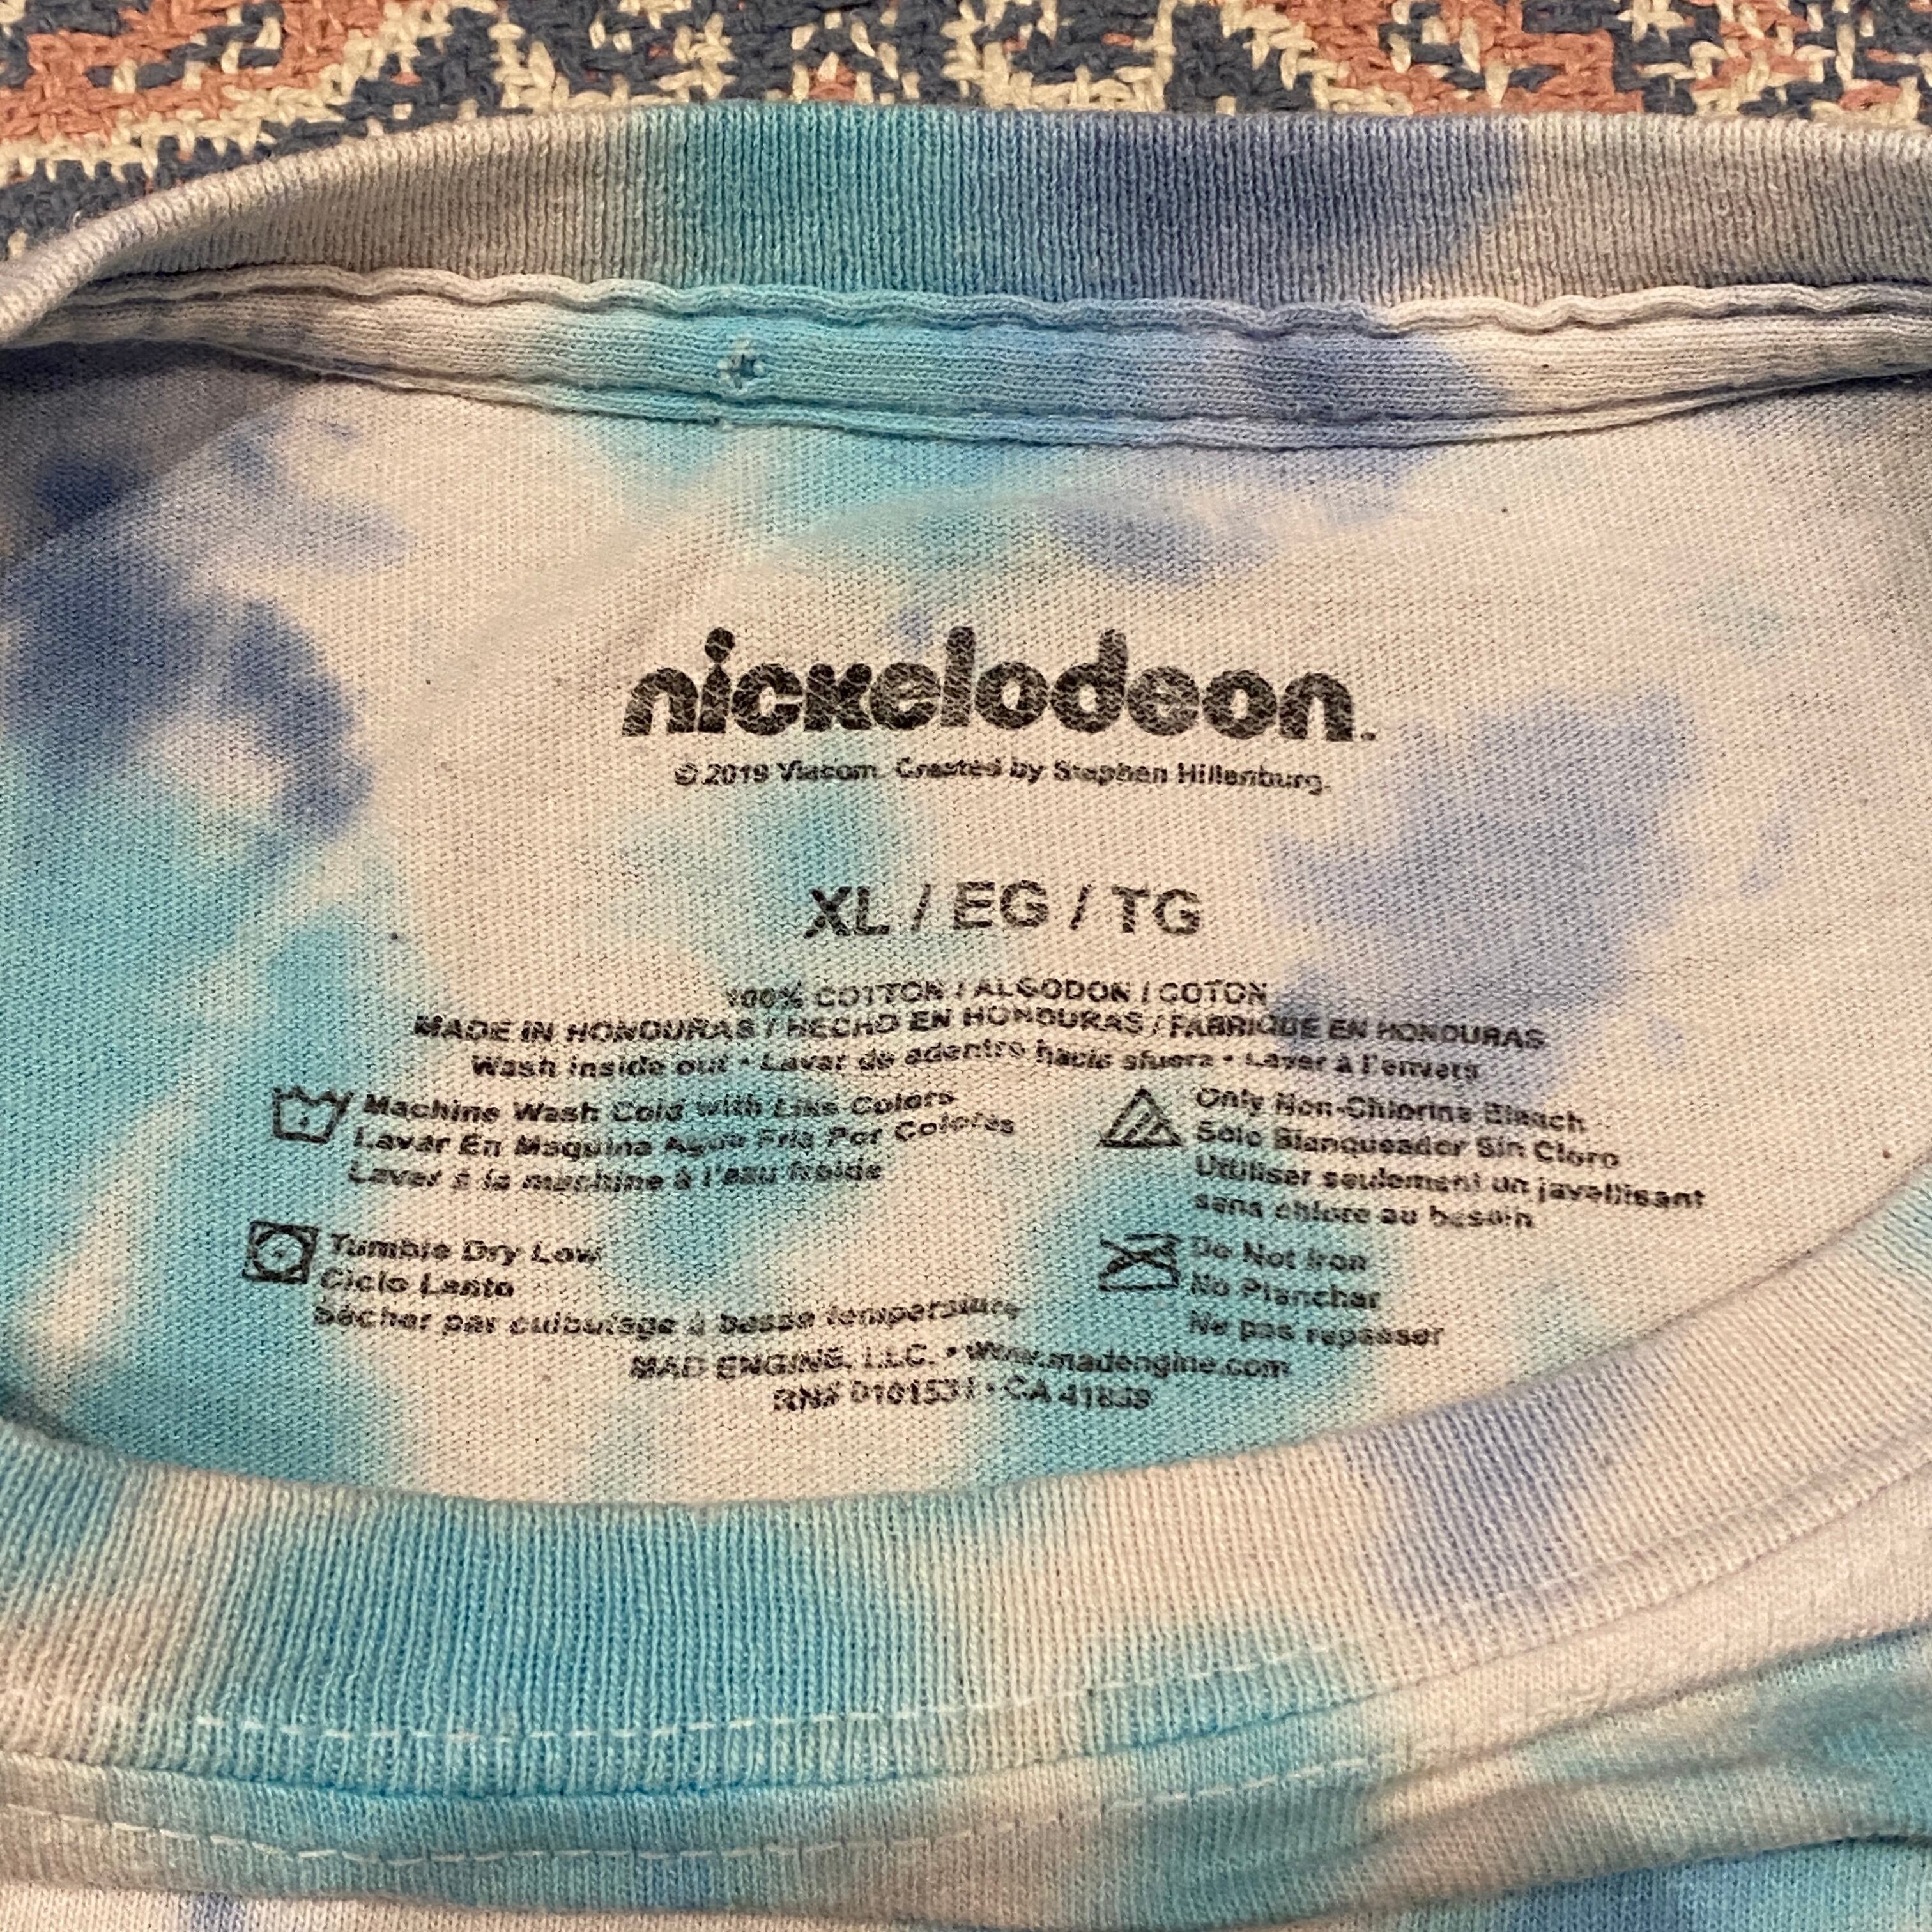 nickelodeon.
© 2019 Viacom. Created by Stephen Hillenburg.
XL / EG / TG
100% COTTON / ALGODON / COTON
MADE IN HONDURAS / HECHO EN HONDURAS / FABRIQUE EN HONDURAS
Wash inside out • Lavar de adentro hacia afuera • Laver à l'envers
Machine Wash Cold with Like Colors
Lavar En Maquina Agua Fria Por Colores
Laver à la machine à l'eau froide
Only Non-Chlorine Bleach
Solo Blanqueador Sin Cloro
Utiliser seulement un javellisant
sans chlore au besoin
Tumble Dry Low
Ciclo Lento
Sécher par culbutage à basse température
Do Not Iron
No Planchar
Ne pas repasser
MAD ENGINE, LLC. • www.madengine.com
RN# 0101531 • CA 41859